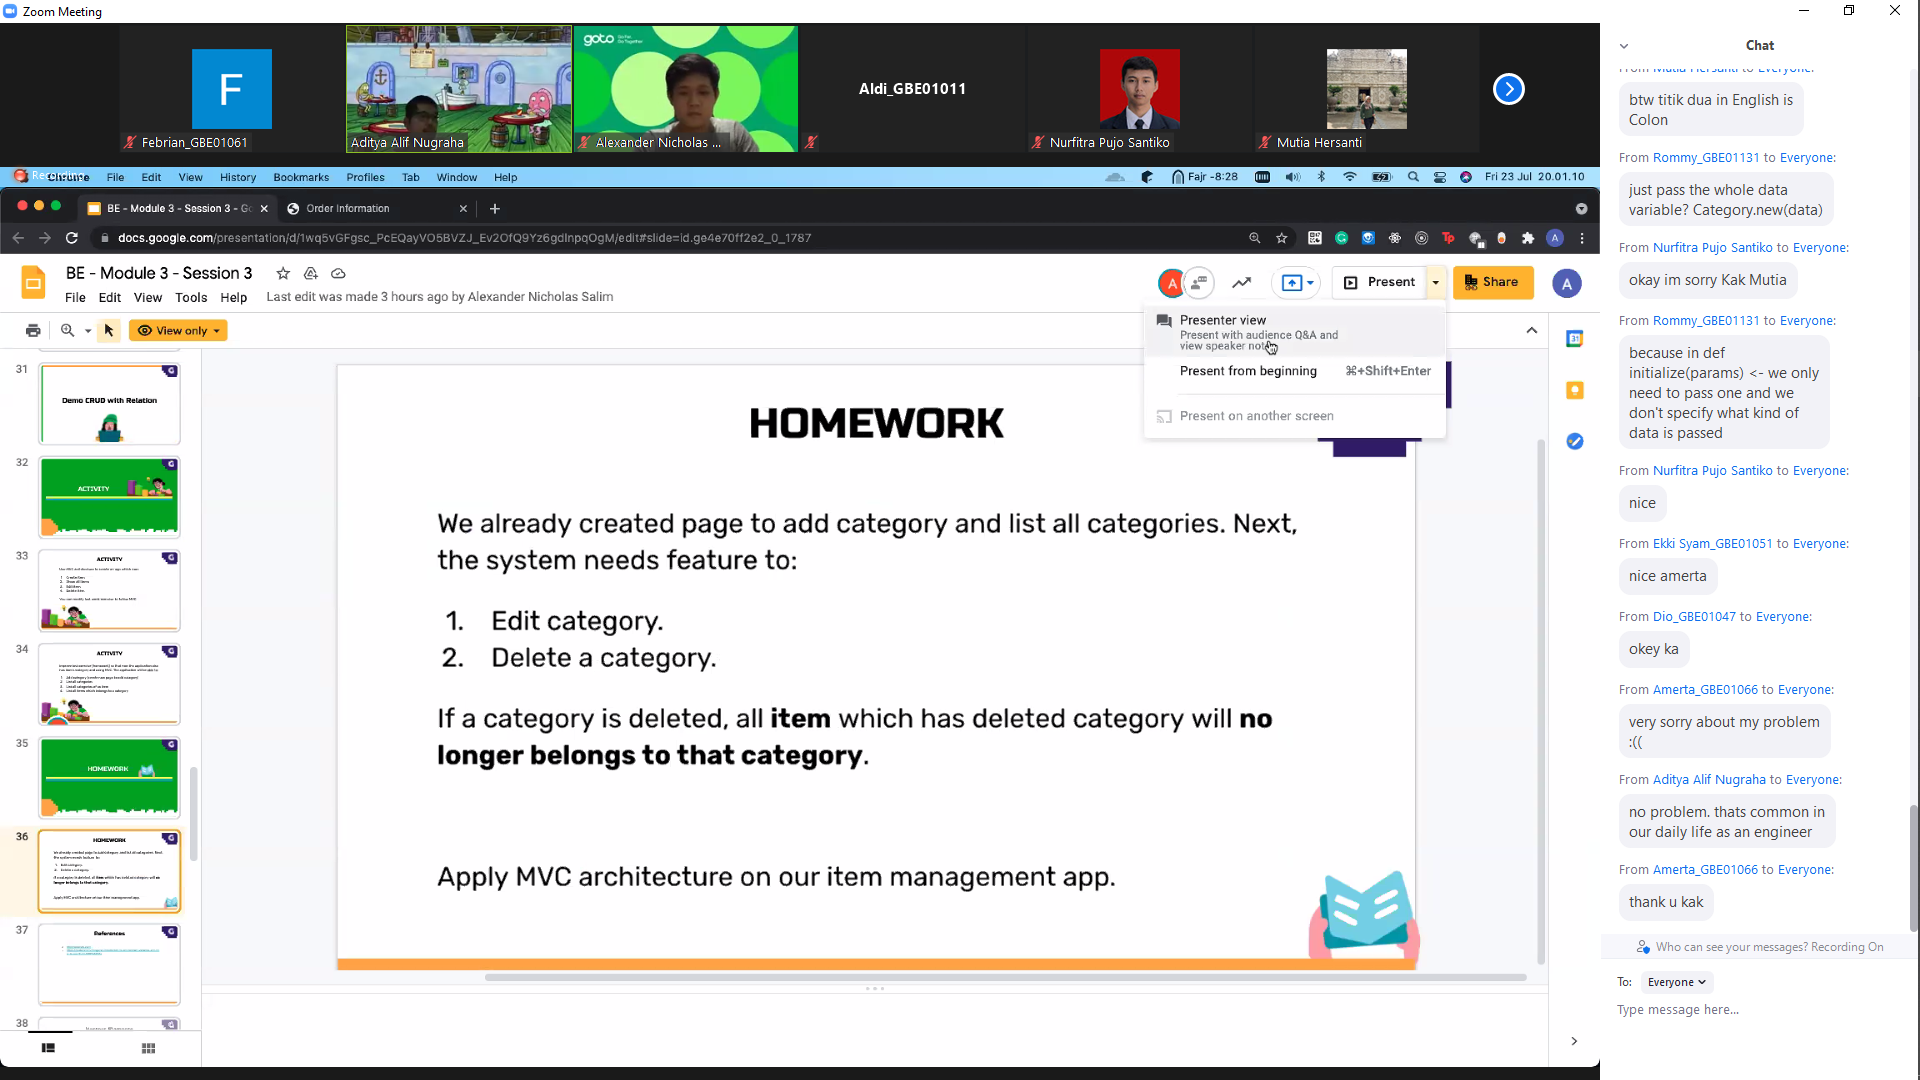 Zoom Meeting
F
Febrian_GBE01061
Aditya Alif Nugraha
goto
Alexander Nicholas ...
Aldi_GBE01011
Nurfitra Pujo Santiko
Mutia Hersanti
Recording
File Edit View History Bookmarks Profiles Tab Window Help
Fajr -8:28
Fri 23 Jul 20.01.10
BE - Module 3 - Session 3 - Go
Order Information
docs.google.com/presentation/d/1wq5vGFgsc_PcEQayVO5BVZJ_Ev2OfQ9Yz6gdlnpqOgM/edit#slide=id.ge4e70ff2e2_0_1787
BE - Module 3 - Session 3
File Edit View Tools Help
Last edit was made 3 hours ago by Alexander Nicholas Salim
A
Present
Share
A
View only
Presenter view
Present with audience Q&A and
view speaker notes
Present from beginning ⌘+Shift+Enter
Present on another screen
31
Demo CRUD with Relation
32
ACTIVITY
33
ACTIVITY
34
ACTIVITY
35
HOMEWORK
36
HOMEWORK
37
References
38
HOMEWORK
We already created page to add category and list all categories. Next,
the system needs feature to:
1. Edit category.
2. Delete a category.
If a category is deleted, all item which has deleted category will no
longer belongs to that category.
Apply MVC architecture on our item management app.
Chat
From Mutia Hersanti to Everyone:
btw titik dua in English is
Colon
From Rommy_GBE01131 to Everyone:
just pass the whole data
variable? Category.new(data)
From Nurfitra Pujo Santiko to Everyone:
okay im sorry Kak Mutia
From Rommy_GBE01131 to Everyone:
because in def
initialize(params) <- we only
need to pass one and we
don't specify what kind of
data is passed
From Nurfitra Pujo Santiko to Everyone:
nice
From Ekki Syam_GBE01051 to Everyone:
nice amerta
From Dio_GBE01047 to Everyone:
okey ka
From Amerta_GBE01066 to Everyone:
very sorry about my problem
:((
From Aditya Alif Nugraha to Everyone:
no problem. thats common in
our daily life as an engineer
From Amerta_GBE01066 to Everyone:
thank u kak
Who can see your messages? Recording On
To: Everyone
Type message here...